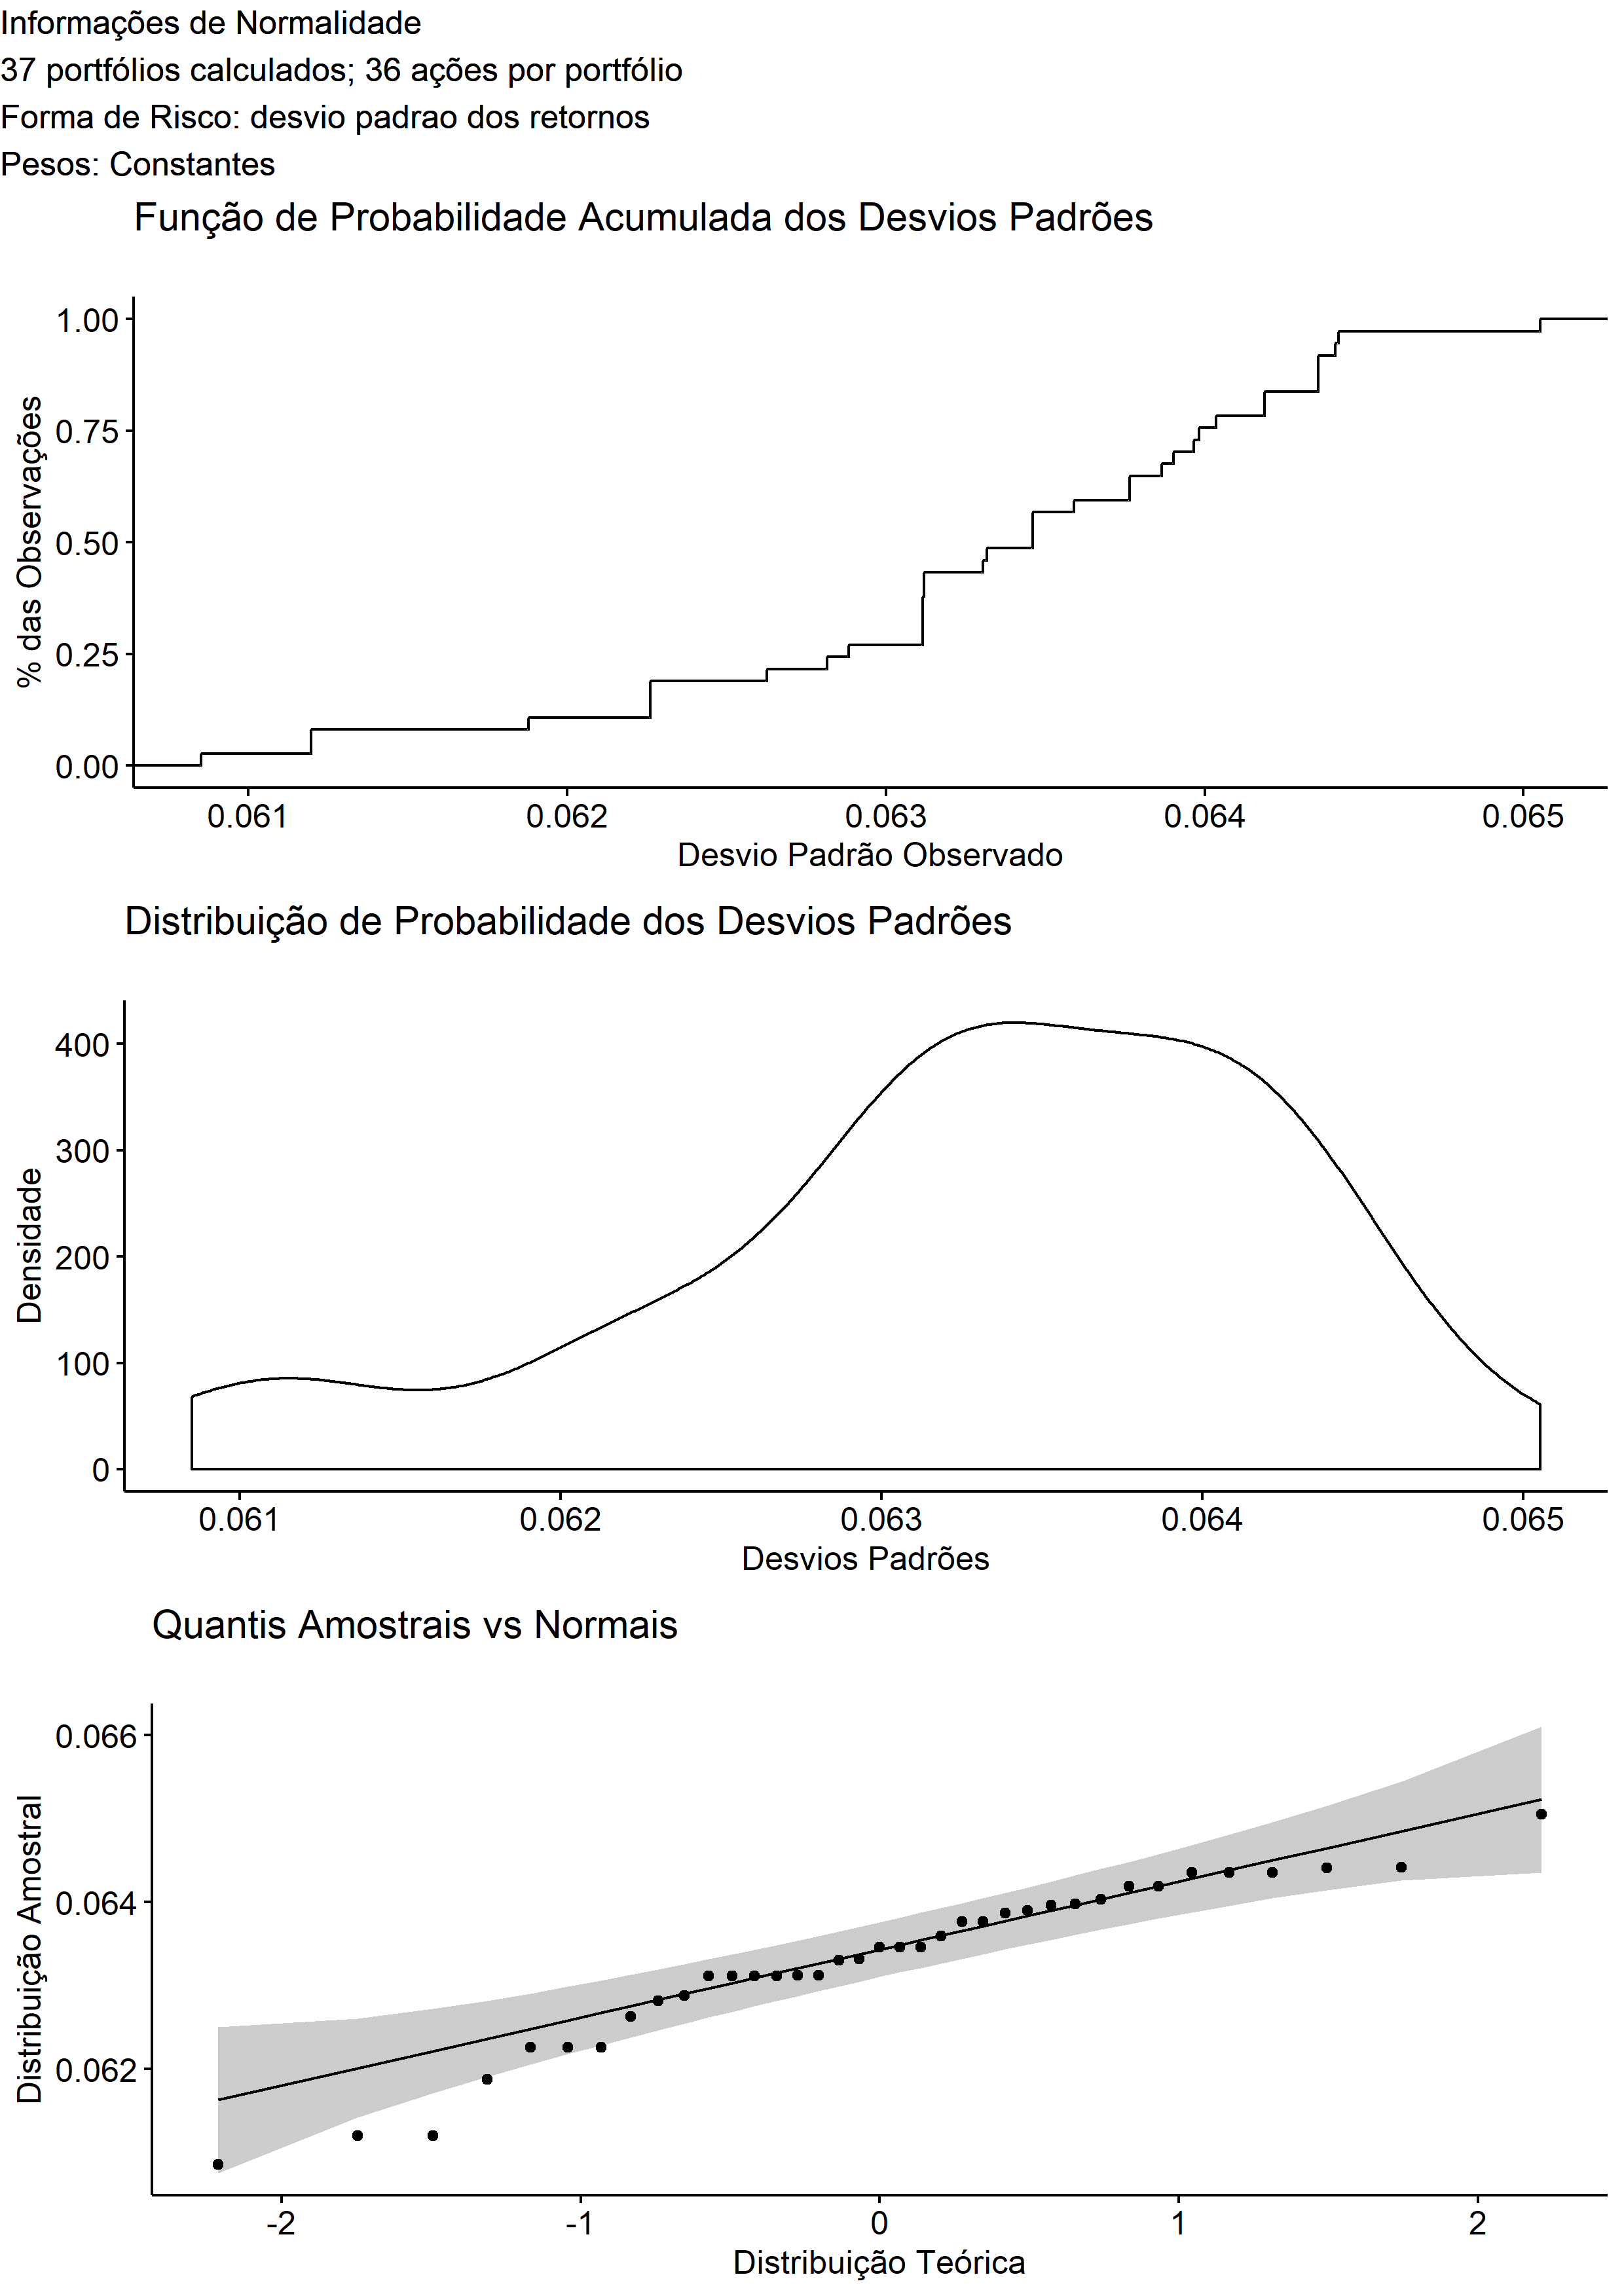 Informações de Normalidade
37 portfólios calculados; 36 ações por portfólio
Forma de Risco: desvio padrao dos retornos
Pesos: Constantes
Função de Probabilidade Acumulada dos Desvios Padrões
% das Observações
1.00
0.75
0.50
0.25
0.00
0.061 0.062 0.063 0.064 0.065
Desvio Padrão Observado
Distribuição de Probabilidade dos Desvios Padrões
Densidade
400
300
200
100
0
0.061 0.062 0.063 0.064 0.065
Desvios Padrões
Quantis Amostrais vs Normais
Distribuição Amostral
0.066
0.064
0.062
-2 -1 0 1 2
Distribuição Teórica